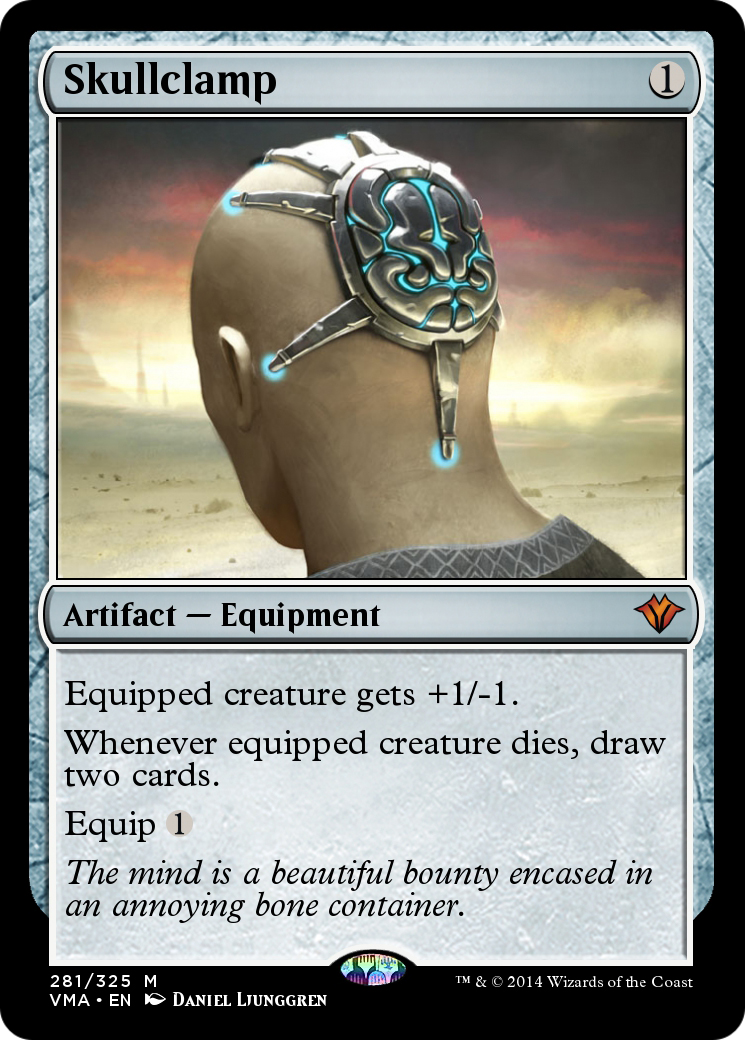 Skullclamp 1
Artifact — Equipment
Equipped creature gets +1/-1.
Whenever equipped creature dies, draw
two cards.
Equip 1
The mind is a beautiful bounty encased in
an annoying bone container.
281/325 M
VMA • EN DANIEL LJUNGGREN
™ & © 2014 Wizards of the Coast